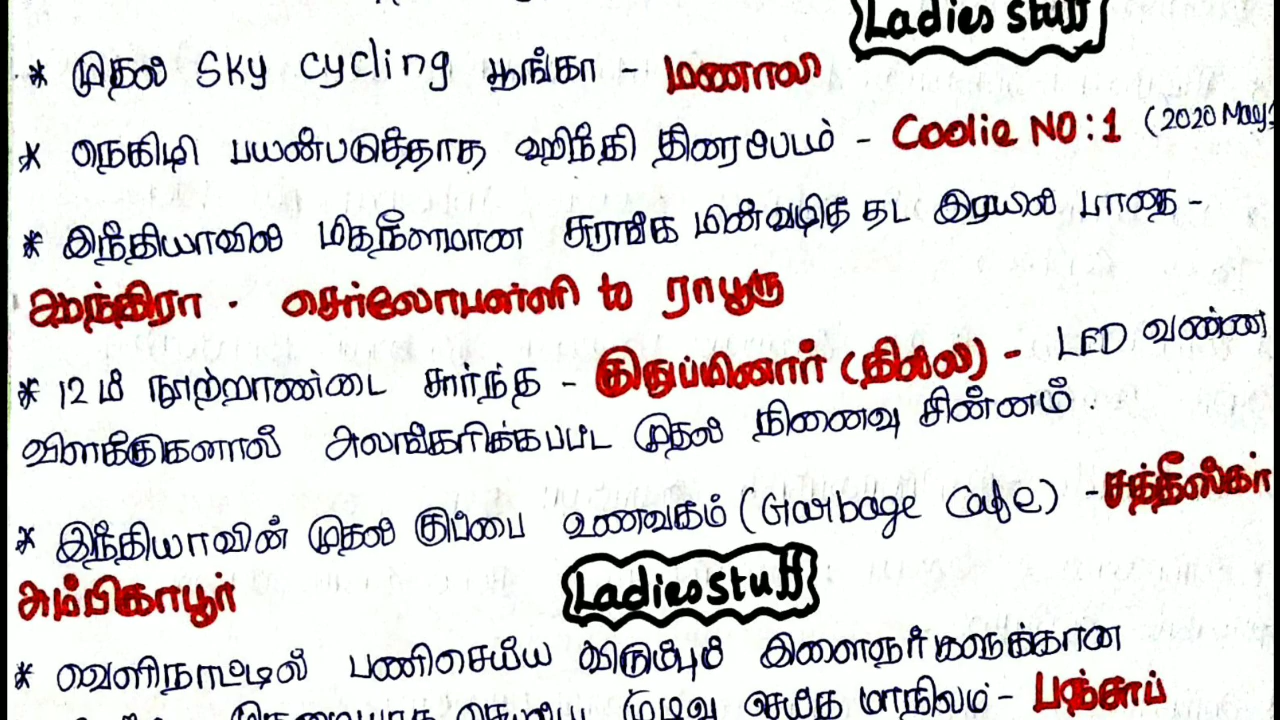 Ladies stuff
* முதல் Sky Cycling பூங்கா - மணாலி
* நெகிழி பயன்படுத்தாத ஹிந்தி திரைப்படம் - Coolie NO:1 (2020 May
* இந்தியாவில் மிகநீளமான சுரங்க மின்வழித் தட இரயில் பாதை -
ஆந்திரா . செர்லோபள்ளி to ராபூரு
* 12 ம் நூற்றாண்டை சார்ந்த - குதுப்மினார் (தில்லி) - LED வண்ண
விளக்குகளால் அலங்கரிக்கப்பட்ட முதல் நினைவு சின்னம் .
* இந்தியாவின் முதல் குப்பை உணவகம் (Garbage Cafe) - சத்தீஸ்கர்
அம்பிகாபூர்
Ladies stuff
* வெளிநாட்டில் பணிசெய்ய விரும்பும் இளைஞர்களுக்கான
முடிவு செய்த மாநிலம் - பஞ்சாப்